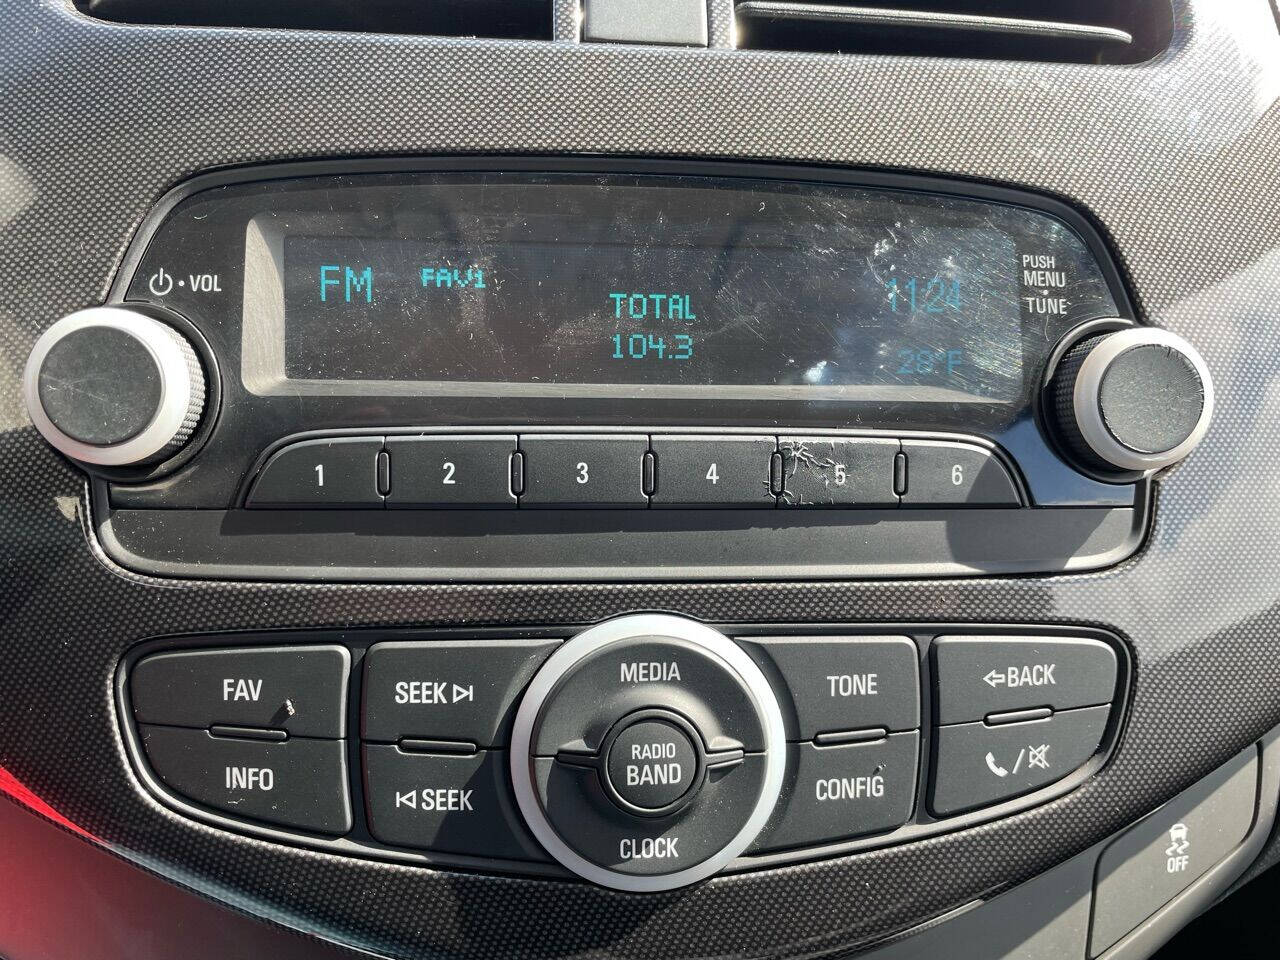 VOL
FM FAV1
TOTAL
104.3
1124
28°F
PUSH
MENU
TUNE
1 2 3 4 5 6
FAV
INFO
SEEK
SEEK
MEDIA
RADIO
BAND
CLOCK
TONE
CONFIG
BACK
/
OFF